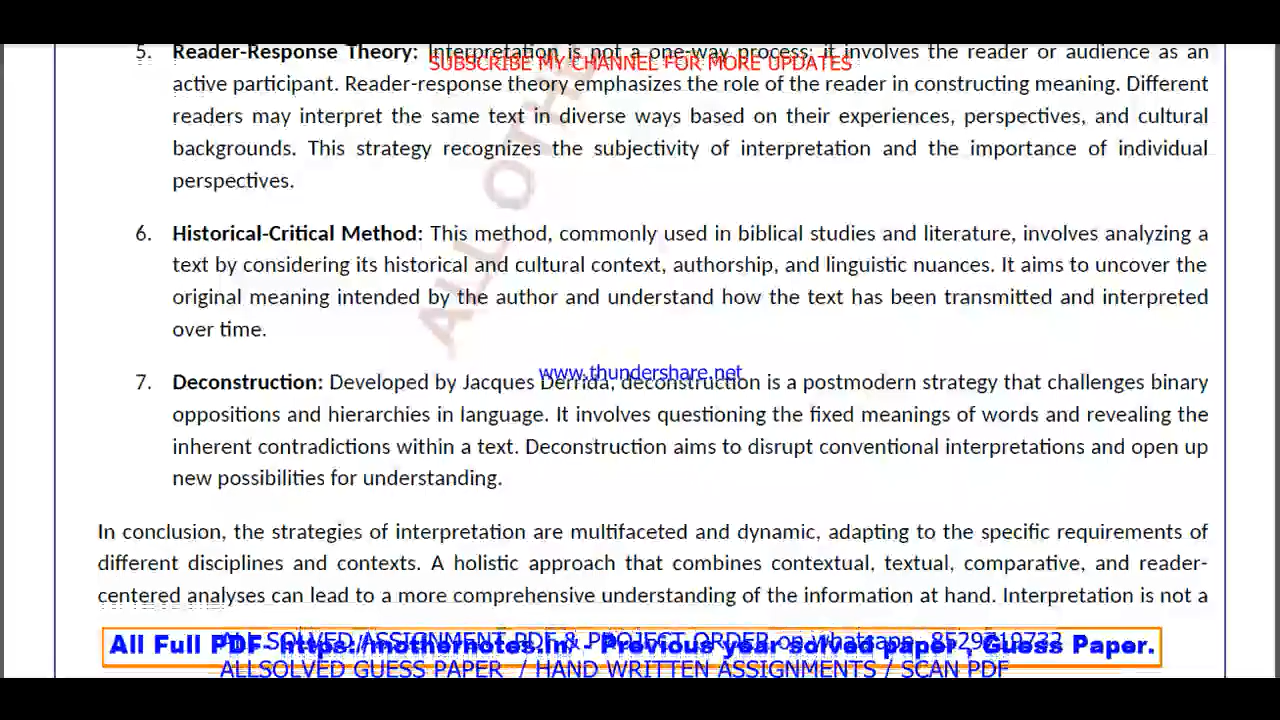 5. Reader-Response Theory: Interpretation is not a one-way process; it involves the reader or audience as an
SUBSCRIBE MY CHANNEL FOR MORE UPDATES
active participant. Reader-response theory emphasizes the role of the reader in constructing meaning. Different
readers may interpret the same text in diverse ways based on their experiences, perspectives, and cultural
backgrounds. This strategy recognizes the subjectivity of interpretation and the importance of individual
perspectives.
ALL OTHE
6. Historical-Critical Method: This method, commonly used in biblical studies and literature, involves analyzing a
text by considering its historical and cultural context, authorship, and linguistic nuances. It aims to uncover the
original meaning intended by the author and understand how the text has been transmitted and interpreted
over time.
www.thundershare.net
7. Deconstruction: Developed by Jacques Derrida, deconstruction is a postmodern strategy that challenges binary
oppositions and hierarchies in language. It involves questioning the fixed meanings of words and revealing the
inherent contradictions within a text. Deconstruction aims to disrupt conventional interpretations and open up
new possibilities for understanding.
In conclusion, the strategies of interpretation are multifaceted and dynamic, adapting to the specific requirements of
different disciplines and contexts. A holistic approach that combines contextual, textual, comparative, and reader-
centered analyses can lead to a more comprehensive understanding of the information at hand. Interpretation is not a
All Full PDF- https://mothernotes.in - Previous year solved paper , Guess Paper.
SOLVED ASSIGNMENT PDF & PROJECT ORDER on whatsapp
ALLSOLVED GUESS PAPER / HAND WRITTEN ASSIGNMENTS / SCAN PDF